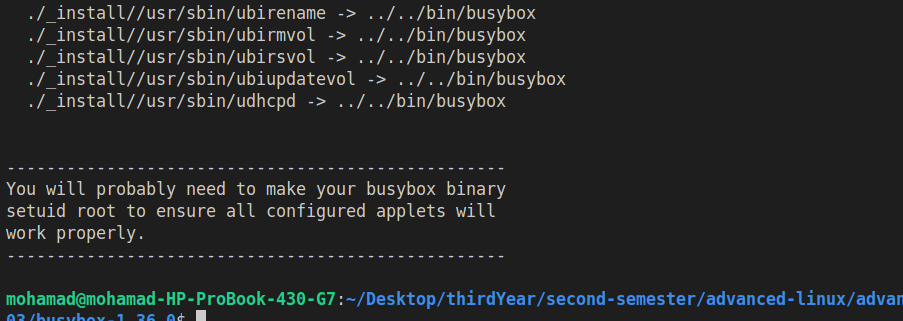 ./_install//usr/sbin/ubirename -> ../../bin/busybox
./_install//usr/sbin/ubirmvol -> ../../bin/busybox
./_install//usr/sbin/ubirsvol -> ../../bin/busybox
./_install//usr/sbin/ubiupdatevol -> ../../bin/busybox
./_install//usr/sbin/udhcpd -> ../../bin/busybox
--------------------------------------------------
You will probably need to make your busybox binary
setuid root to ensure all configured applets will
work properly.
--------------------------------------------------
mohamad@mohamad-HP-ProBook-430-G7:~/Desktop/thirdYear/second-semester/advanced-linux/advan
03/busybox-1.36.0$